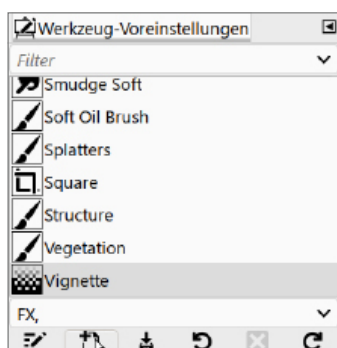 Werkzeug-Voreinstellungen
Filter
Smudge Soft
Soft Oil Brush
Splatters
Square
Structure
Vegetation
Vignette
FX,